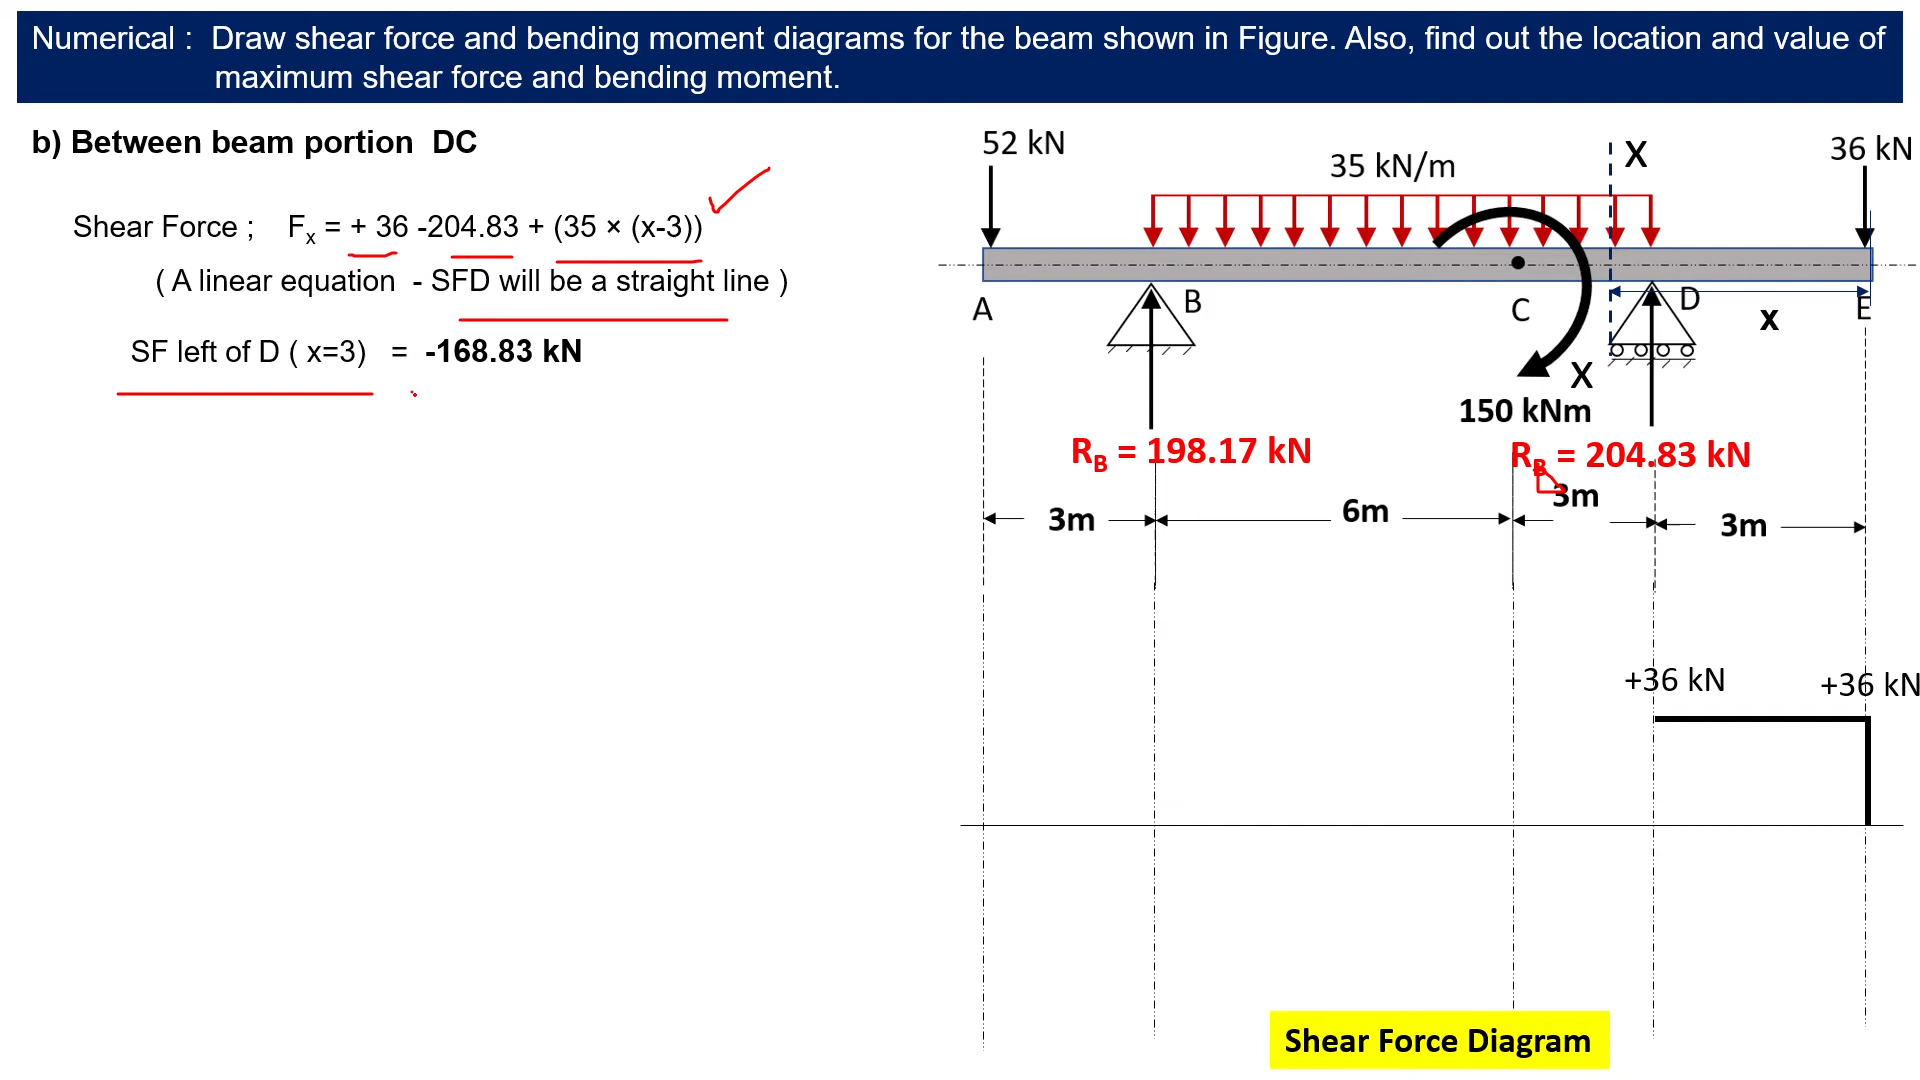 Numerical : Draw shear force and bending moment diagrams for the beam shown in Figure. Also, find out the location and value of
maximum shear force and bending moment.
b) Between beam portion DC
Shear Force ; Fx = + 36 -204.83 + (35 × (x-3))
( A linear equation - SFD will be a straight line )
SF left of D ( x=3) = -168.83 kN
52 kN
35 kN/m
X
36 kN
A
B
C
D
E
x
X
150 kNm
RB = 198.17 kN
RB = 204.83 kN
3m
6m
3m
3m
+36 kN
+36 kN
Shear Force Diagram